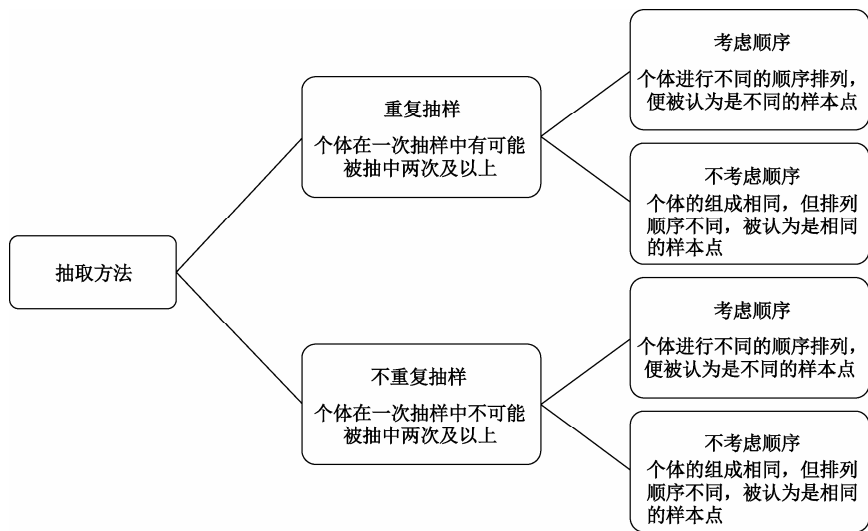 抽取方法
重复抽样
个体在一次抽样中有可能
被抽中两次及以上
考虑顺序
个体进行不同的顺序排列，
便被认为是不同的样本点
不考虑顺序
个体的组成相同，但排列
顺序不同，被认为是相同
的样本点
不重复抽样
个体在一次抽样中不可能
被抽中两次及以上
考虑顺序
个体进行不同的顺序排列，
便被认为是不同的样本点
不考虑顺序
个体的组成相同，但排列
顺序不同，被认为是相同
的样本点